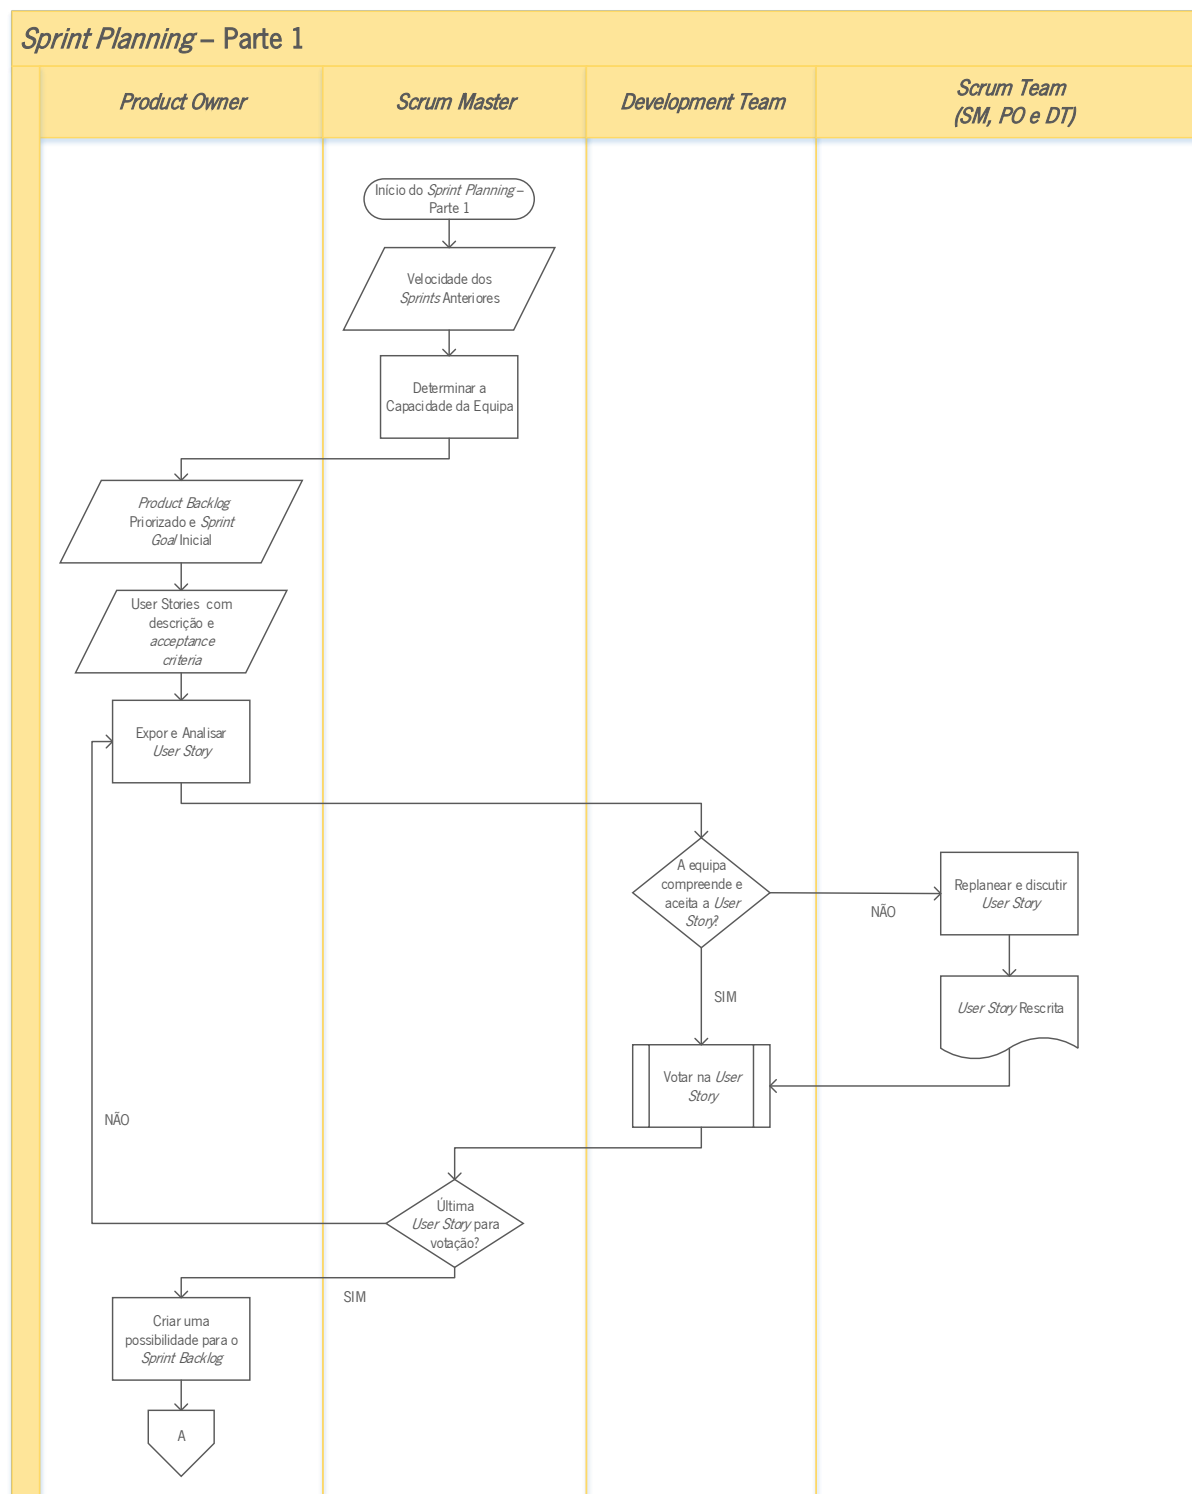 Sprint Planning – Parte 1
Product Owner
Scrum Master
Development Team
Scrum Team
(SM, PO e DT)
Início do Sprint Planning –
Parte 1
Velocidade dos
Sprints Anteriores
Determinar a
Capacidade da Equipa
Product Backlog
Priorizado e Sprint
Goal Inicial
User Stories com
descrição e
acceptance
criteria
Expor e Analisar
User Story
A equipa
compreende e
aceita a User
Story?
NÃO
Replanear e discutir
User Story
SIM
User Story Rescrita
Votar na User
Story
NÃO
Última
User Story para
votação?
SIM
Criar uma
possibilidade para o
Sprint Backlog
A